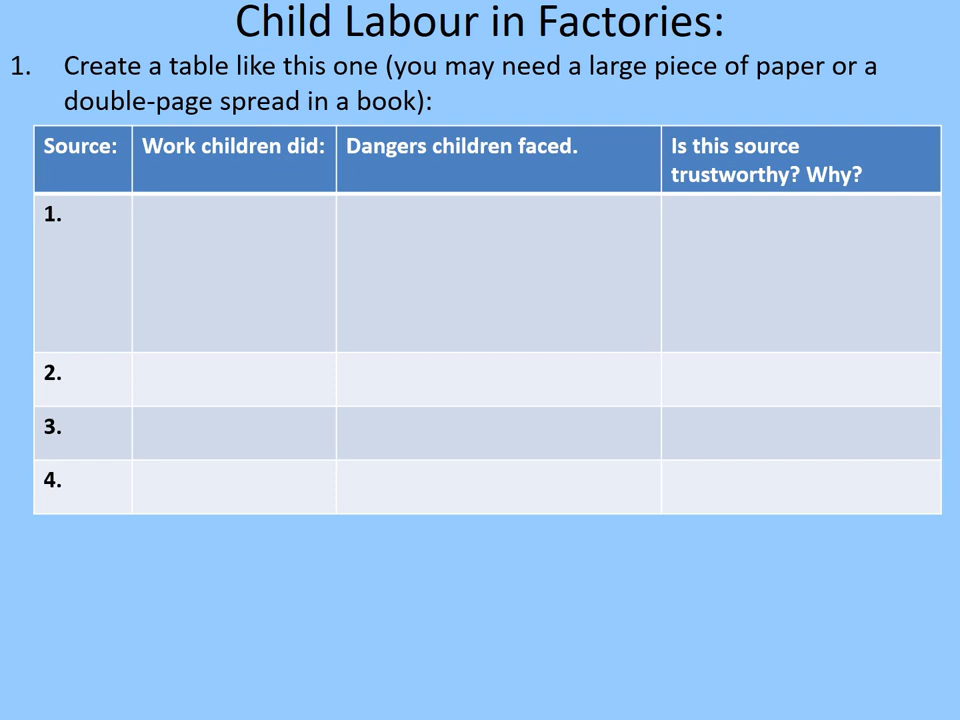 Child Labour in Factories:
1. Create a table like this one (you may need a large piece of paper or a
double-page spread in a book):
Source: Work children did: Dangers children faced. Is this source
trustworthy? Why?
1.
2.
3.
4.